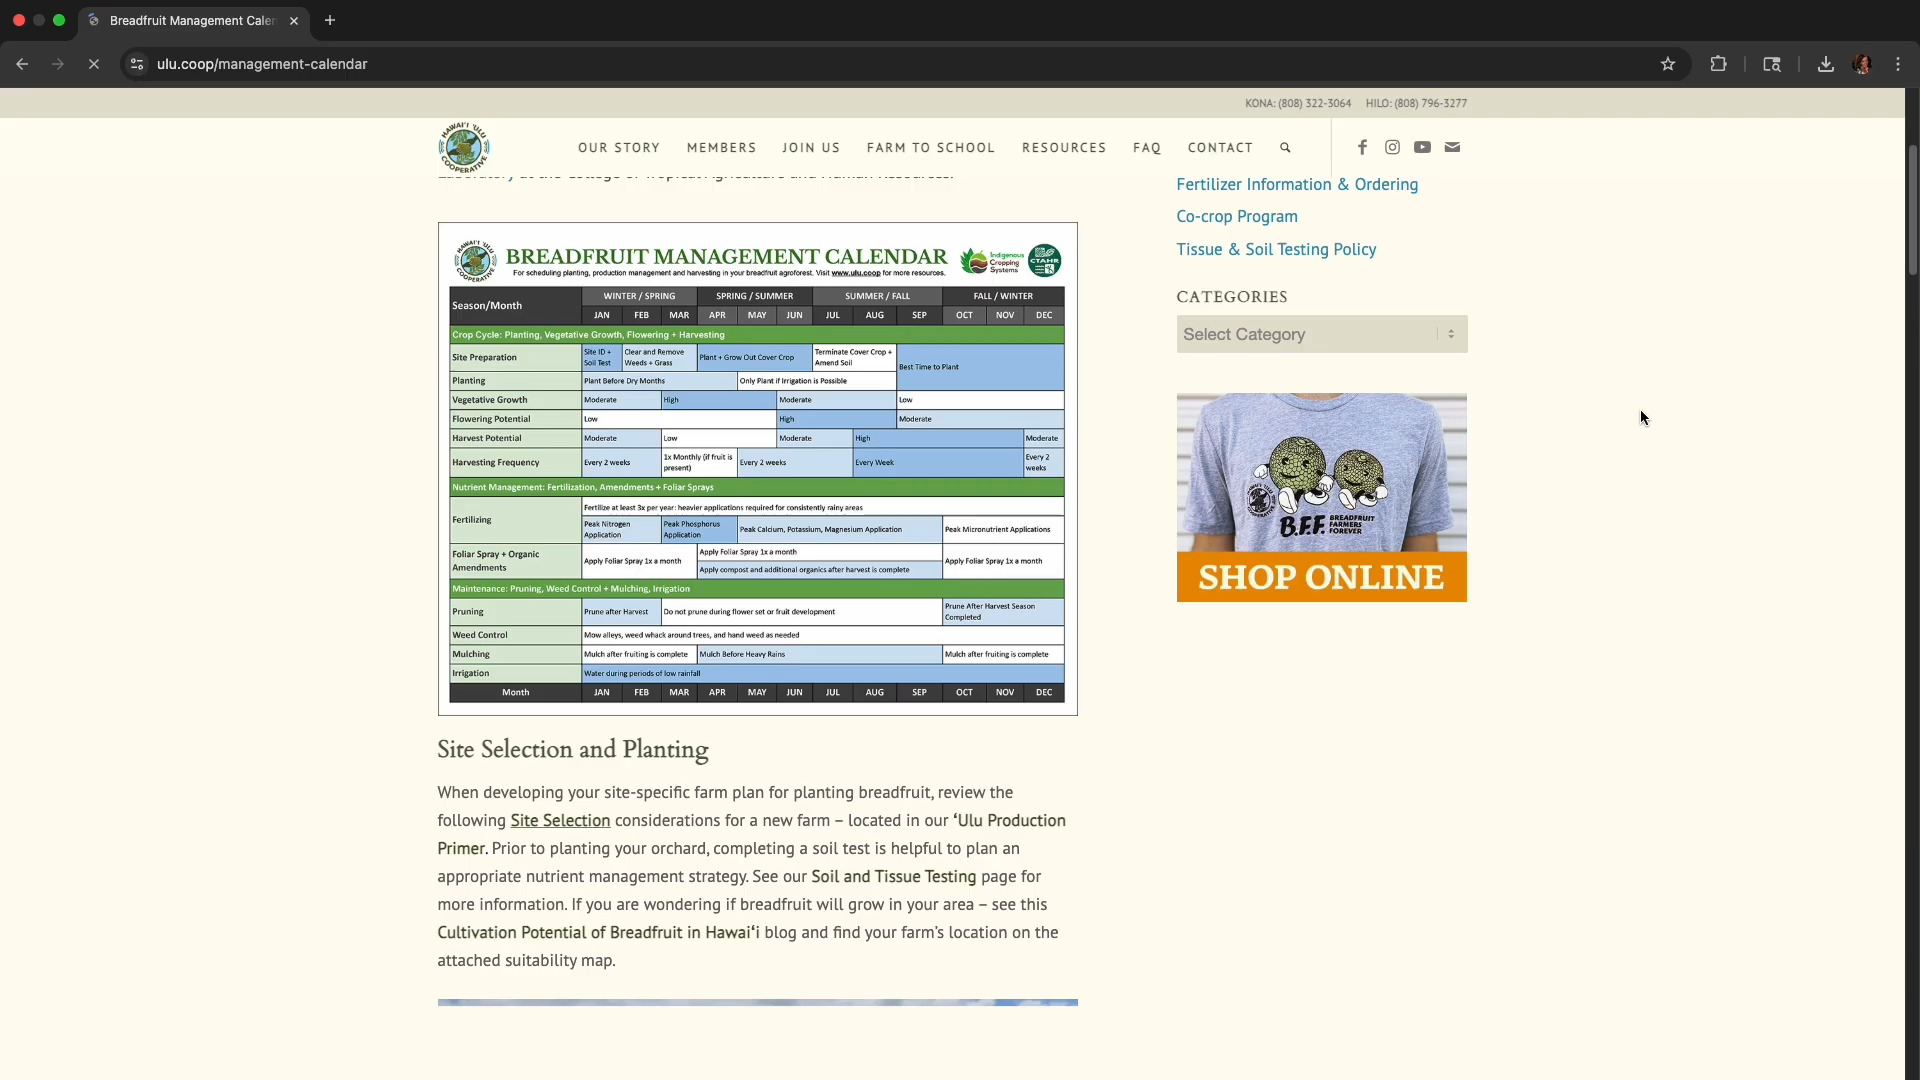 Breadfruit Management Calen
ulu.coop/management-calendar
KONA: (808) 322-3064 HILO: (808) 796-3277
HAWAI'I 'ULU COOPERATIVE
OUR STORY MEMBERS JOIN US FARM TO SCHOOL RESOURCES FAQ CONTACT
Laboratory at the College of Tropical Agriculture and Human Resources.
HAWAI'I 'ULU COOPERATIVE
BREADFRUIT MANAGEMENT CALENDAR
For scheduling planting, production management and harvesting in your breadfruit agroforest. Visit www.ulu.coop for more resources.
Indigenous
Cropping
Systems
CTAHR
Season/Month
WINTER / SPRING SPRING / SUMMER SUMMER / FALL FALL / WINTER
JAN FEB MAR APR MAY JUN JUL AUG SEP OCT NOV DEC
Crop Cycle: Planting, Vegetative Growth, Flowering + Harvesting
Site Preparation
Site ID +
Soil Test
Clear and Remove
Weeds + Grass
Plant + Grow Out Cover Crop
Terminate Cover Crop +
Amend Soil
Best Time to Plant
Planting
Plant Before Dry Months
Only Plant if Irrigation is Possible
Vegetative Growth Moderate High Moderate Low
Flowering Potential Low High Moderate
Harvest Potential Moderate Low Moderate High Moderate
Harvesting Frequency
Every 2 weeks
1x Monthly (if fruit is
present)
Every 2 weeks
Every Week
Every 2
weeks
Nutrient Management: Fertilization, Amendments + Foliar Sprays
Fertilizing
Fertilize at least 3x per year: heavier applications required for consistently rainy areas
Peak Nitrogen
Application
Peak Phosphorus
Application
Peak Calcium, Potassium, Magnesium Application
Peak Micronutrient Applications
Foliar Spray + Organic
Amendments
Apply Foliar Spray 1x a month
Apply Foliar Spray 1x a month
Apply compost and additional organics after harvest is complete
Apply Foliar Spray 1x a month
Maintenance: Pruning, Weed Control + Mulching, Irrigation
Pruning
Prune after Harvest
Do not prune during flower set or fruit development
Prune After Harvest Season
Completed
Weed Control Mow alleys, weed whack around trees, and hand weed as needed
Mulching Mulch after fruiting is complete Mulch Before Heavy Rains Mulch after fruiting is complete
Irrigation Water during periods of low rainfall
Month JAN FEB MAR APR MAY JUN JUL AUG SEP OCT NOV DEC
Site Selection and Planting
When developing your site-specific farm plan for planting breadfruit, review the
following Site Selection considerations for a new farm – located in our ʻUlu Production
Primer. Prior to planting your orchard, completing a soil test is helpful to plan an
appropriate nutrient management strategy. See our Soil and Tissue Testing page for
more information. If you are wondering if breadfruit will grow in your area – see this
Cultivation Potential of Breadfruit in Hawaiʻi blog and find your farm's location on the
attached suitability map.
Fertilizer Information & Ordering
Co-crop Program
Tissue & Soil Testing Policy
CATEGORIES
Select Category
B.F.F. BREADFRUIT
FARMERS
FOREVER
SHOP ONLINE